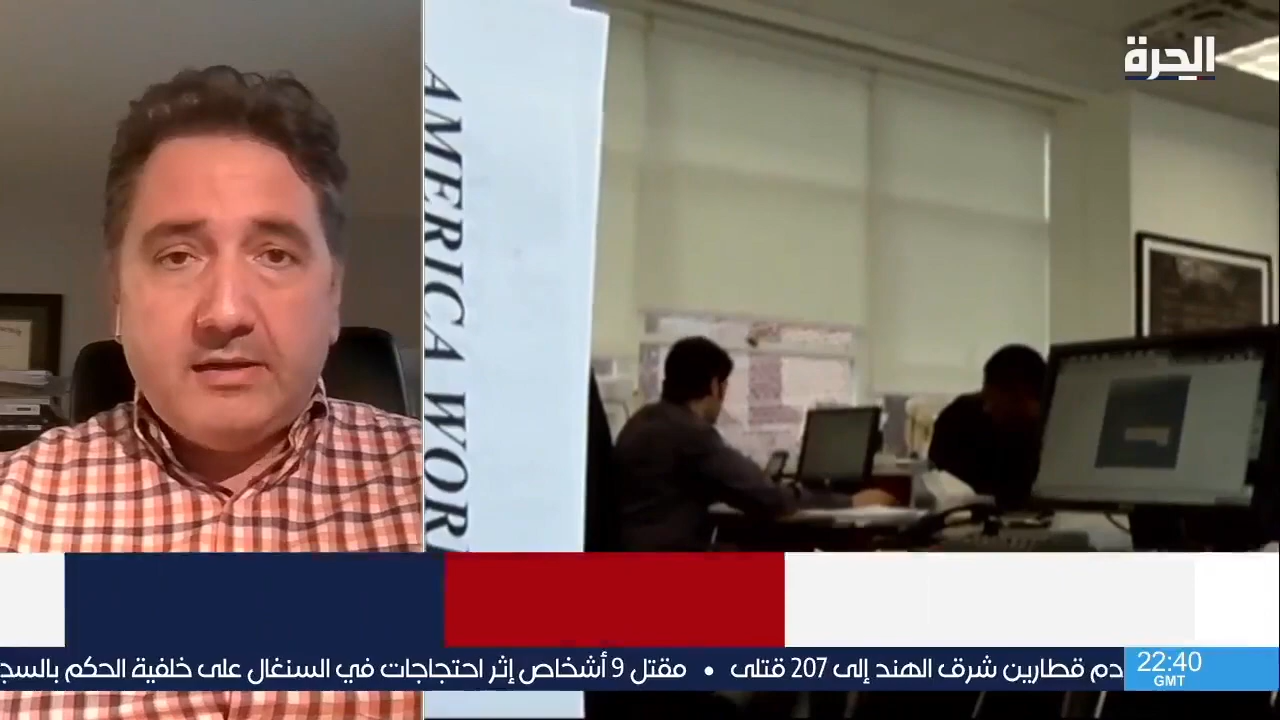 الحرة
AMERICA WOR
دم قطارين شرق الهند إلى 207 قتلى • مقتل 9 أشخاص إثر احتجاجات في السنغال على خلفية الحكم بالسج
22:40
GMT